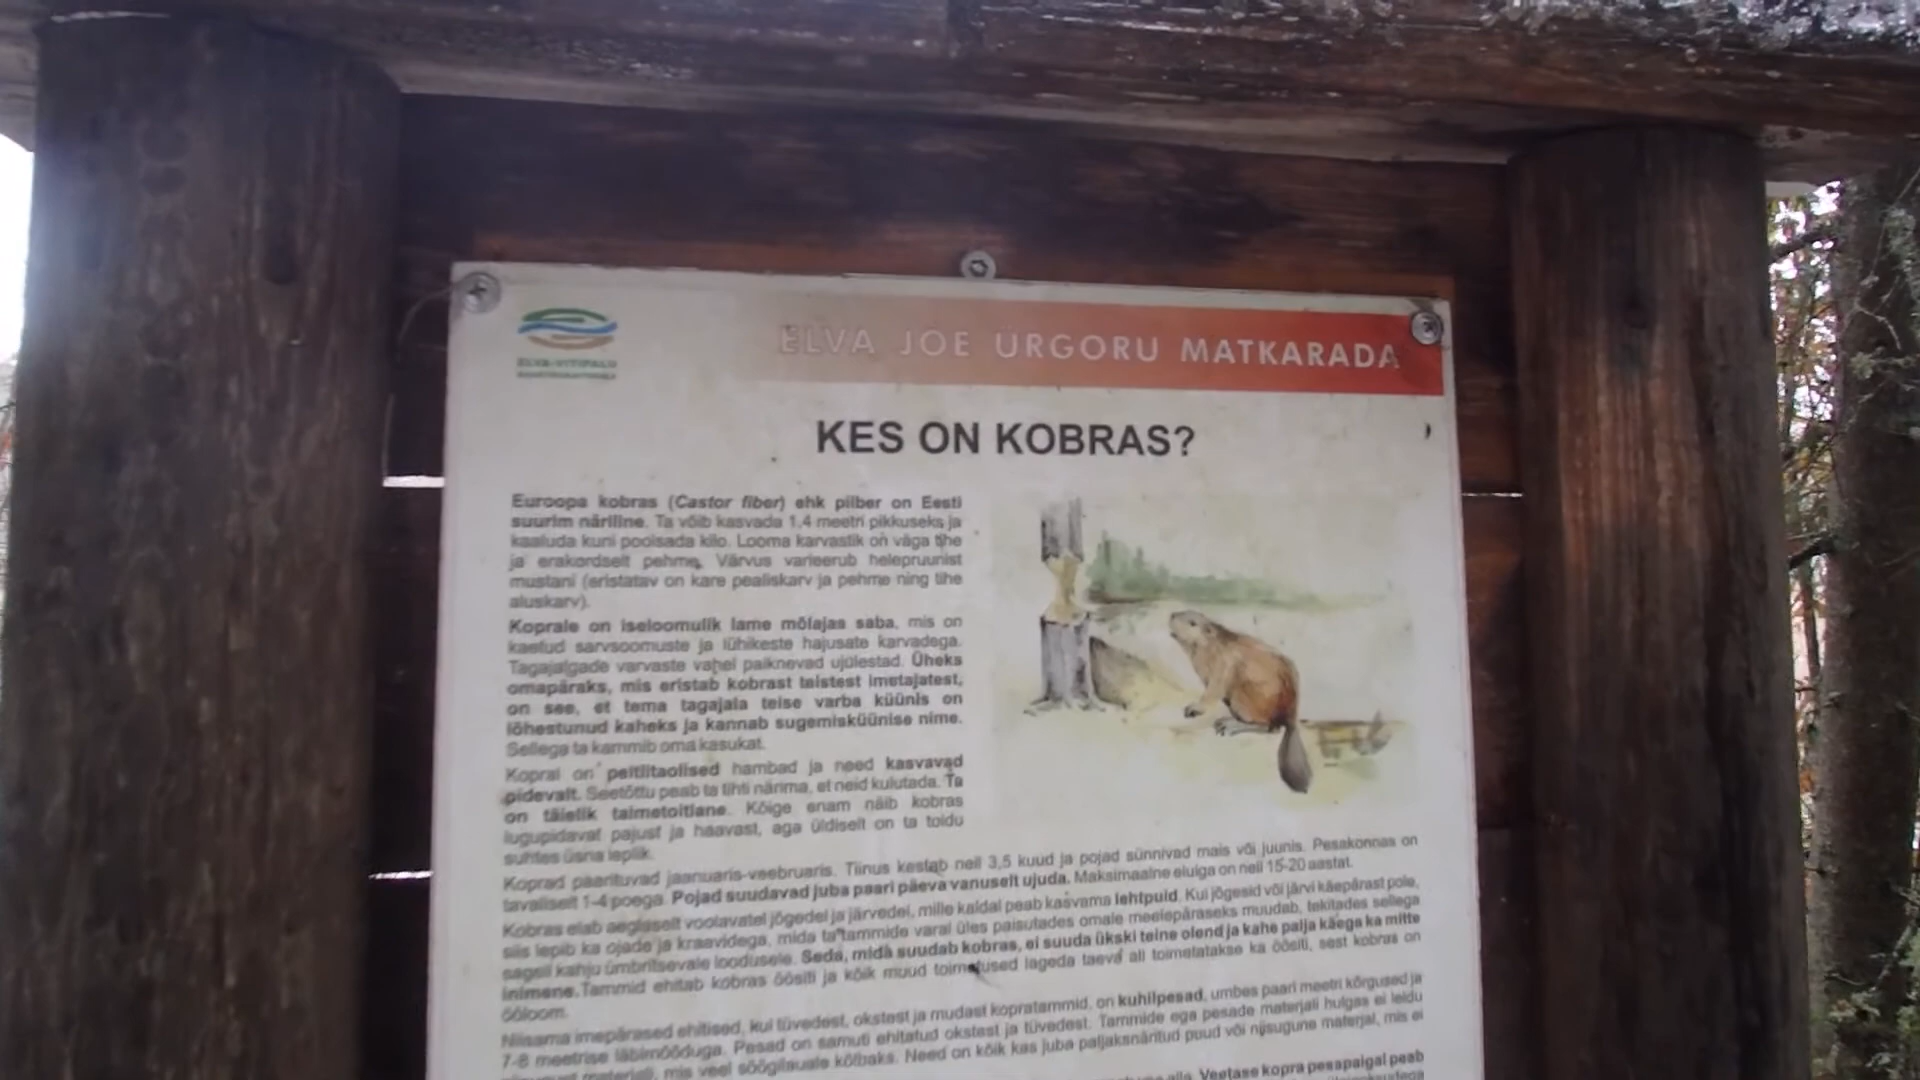 ELVA JOE ÜRGORU MATKARADA
ELVA-VITIPALU
KES ON KOBRAS?
Euroopa kobras (Castor fiber) ehk piiber on Eesti
suurim näriline. Ta võib kasvada 1,4 meetri pikkuseks ja
kaaluda kuni poolsada kilo. Looma karvastik on väga tihe
ja erakordselt pehme. Värvus varieerub helepruunist
mustani (eristatav on kare pealiskarv ja pehme ning tihe
aluskarv).
Koprale on iseloomulik lame mõlajas saba, mis on
kaetud sarvsoomuste ja lühikeste hajusate karvadega.
Tagajalgade varvaste vahel paiknevad ujulestad. Üheks
omapäraks, mis eristab kobrast teistest imetajatest,
on see, et tema tagajala teise varba küünis on
lõhestunud kaheks ja kannab sugemisküünise nime.
Sellega ta kammib oma kasukat.
Kopral on peitlitaolised hambad ja need kasvavad
pidevalt. Seetõttu peab ta tihti närima, et neid kulutada. Ta
on täielik taimetoitlane. Kõige enam näib kobras
lugupidavat pajust ja haavast, aga üldiselt on ta toidu
suhtes üsna leplik.
Koprad paarituvad jaanuaris-veebruaris. Tiinus kestab neil 3,5 kuud ja pojad sünnivad mais või juunis. Pesakonnas on
tavaliselt 1-4 poega. Pojad suudavad juba paari päeva vanuselt ujuda. Maksimaalne eluiga on neil 15-20 aastat.
Kobras elab aeglaselt voolavatel jõgedel ja järvedel, mille kaldal peab kasvama lehtpuid. Kui jõgesid või järvi käepärast pole,
siis lepib ka ojade ja kraavidega, mida ta tammide varal üles paisutades omale meelepäraseks muudab, tekitades sellega
sageli kahju ümbritsevale loodusele. Seda, mida suudab kobras, ei suuda ükski teine olend ja kahe palja käega ka mitte
inimene. Tammid ehitab kobras öösiti ja kõik muud toimetused lageda taeva all toimetatakse ka öösiti, sest kobras on
ööloom.
Niisama imepärased ehitised, kui tüvedest, okstest ja mudast kopratammid, on kuhilpesad, umbes paari meetri kõrgused ja
7-8 meetrise läbimõõduga. Pesad on samuti ehitatud okstest ja tüvedest. Tammide ega pesade materjali hulgas ei leidu
materjali, mis veel söögilauale kõlbaks. Need on kõik kas juba paljaksnäritud puud või niisugune materjal, mis ei
alla. Veetase kopra pesapaigal peab